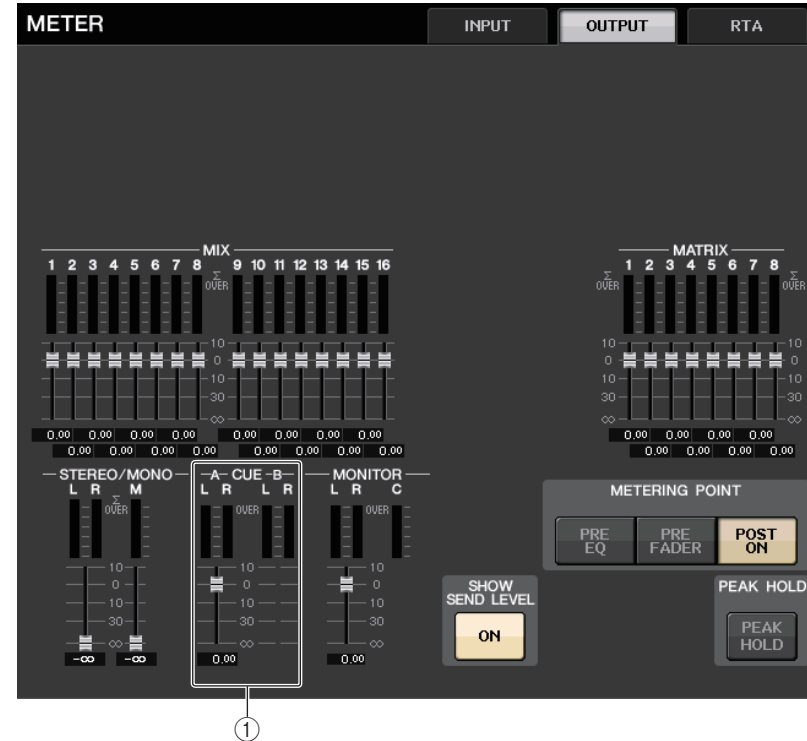 METER INPUT OUTPUT RTA
MIX MATRIX
1 2 3 4 5 6 7 8 9 10 11 12 13 14 15 16 1 2 3 4 5 6 7 8
Σ Σ Σ
OVER OVER OVER
10 10 10
0 0 0
10 10 10
30 30 30
∞ ∞ ∞
0.00 0.00 0.00 0.00 0.00 0.00 0.00 0.00 0.00 0.00 0.00 0.00
0.00 0.00 0.00 0.00 0.00 0.00 0.00 0.00 0.00 0.00 0.00 0.00
STEREO/MONO A CUE B MONITOR
L R M L R L R L R C
Σ
OVER OVER OVER
10 10 10
0 0 0
10 10 10
30 30 30
∞ ∞ ∞
-∞ -∞ 0.00 0.00
METERING POINT
PRE EQ PRE FADER POST ON
SHOW SEND LEVEL
ON
PEAK HOLD
PEAK HOLD
①